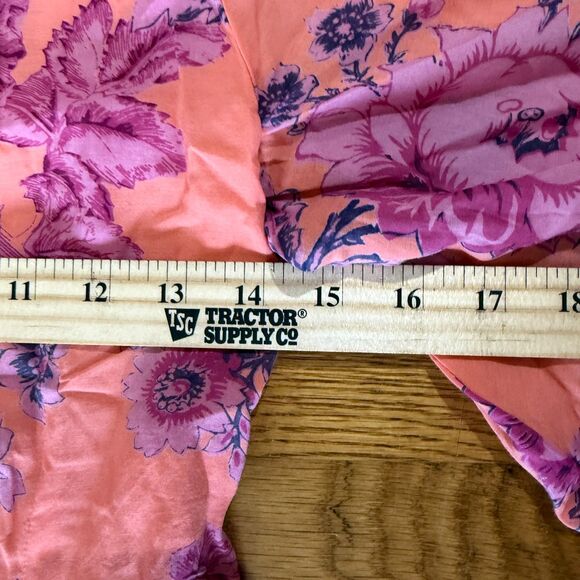 11 12 13 14 15 16 17 18
TSC TRACTOR®
SUPPLY CO